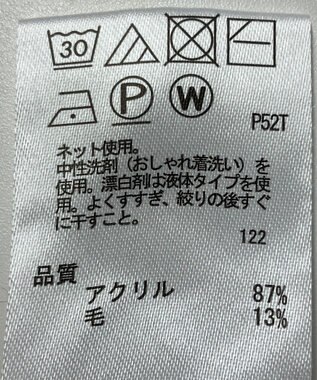 30
P W
P52T
ネット使用。
中性洗剤（おしゃれ着洗い）を
使用。漂白剤は液体タイプを使
用。よくすすぎ、絞りの後すぐ
に干すこと。
122
品質
アクリル 87%
毛 13%